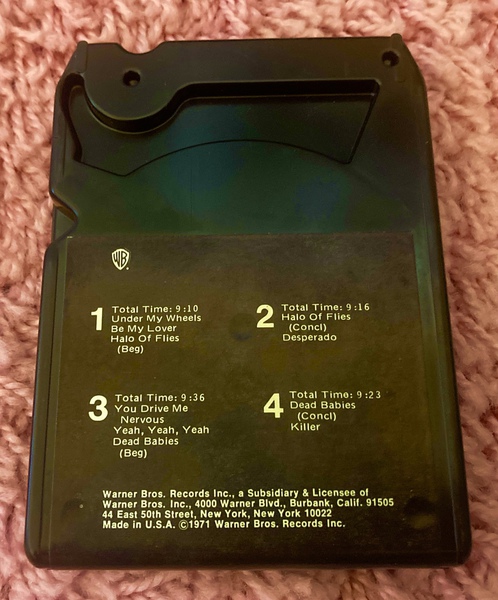 WB
1 Total Time: 9:10
Under My Wheels
Be My Lover
Halo Of Flies
(Beg)
2 Total Time: 9:16
Halo Of Flies
(Concl)
Desperado
3 Total Time: 9:36
You Drive Me
Nervous
Yeah, Yeah, Yeah
Dead Babies
(Beg)
4 Total Time: 9:23
Dead Babies
(Concl)
Killer
Warner Bros. Records Inc., a Subsidiary & Licensee of
Warner Bros. Inc., 4000 Warner Blvd., Burbank, Calif. 91505
44 East 50th Street, New York, New York 10022
Made in U.S.A. ©1971 Warner Bros. Records Inc.